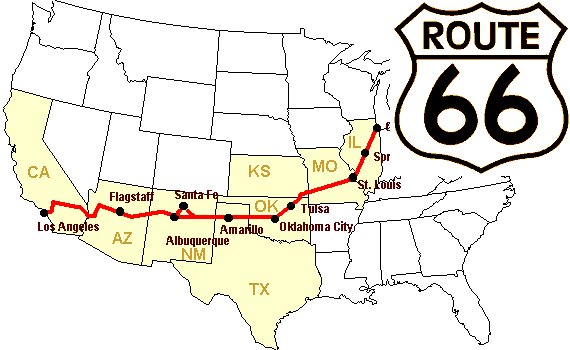 ROUTE
66
IL
Spr
MO
KS
CA
St. Louis
Flagstaff
Santa Fe
OK
Tulsa
Los Angeles
Amarillo
Oklahoma City
AZ
Albuquerque
NM
TX